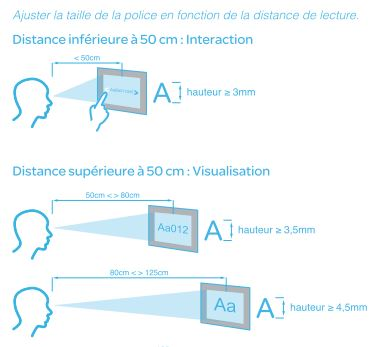 Ajuster la taille de la police en fonction de la distance de lecture.
Distance inférieure à 50 cm : Interaction
< 50cm
A hauteur ≥ 3mm
Distance supérieure à 50 cm : Visualisation
50cm < > 80cm
Aa012
A hauteur ≥ 3,5mm
80cm < > 125cm
Aa
A hauteur ≥ 4,5mm